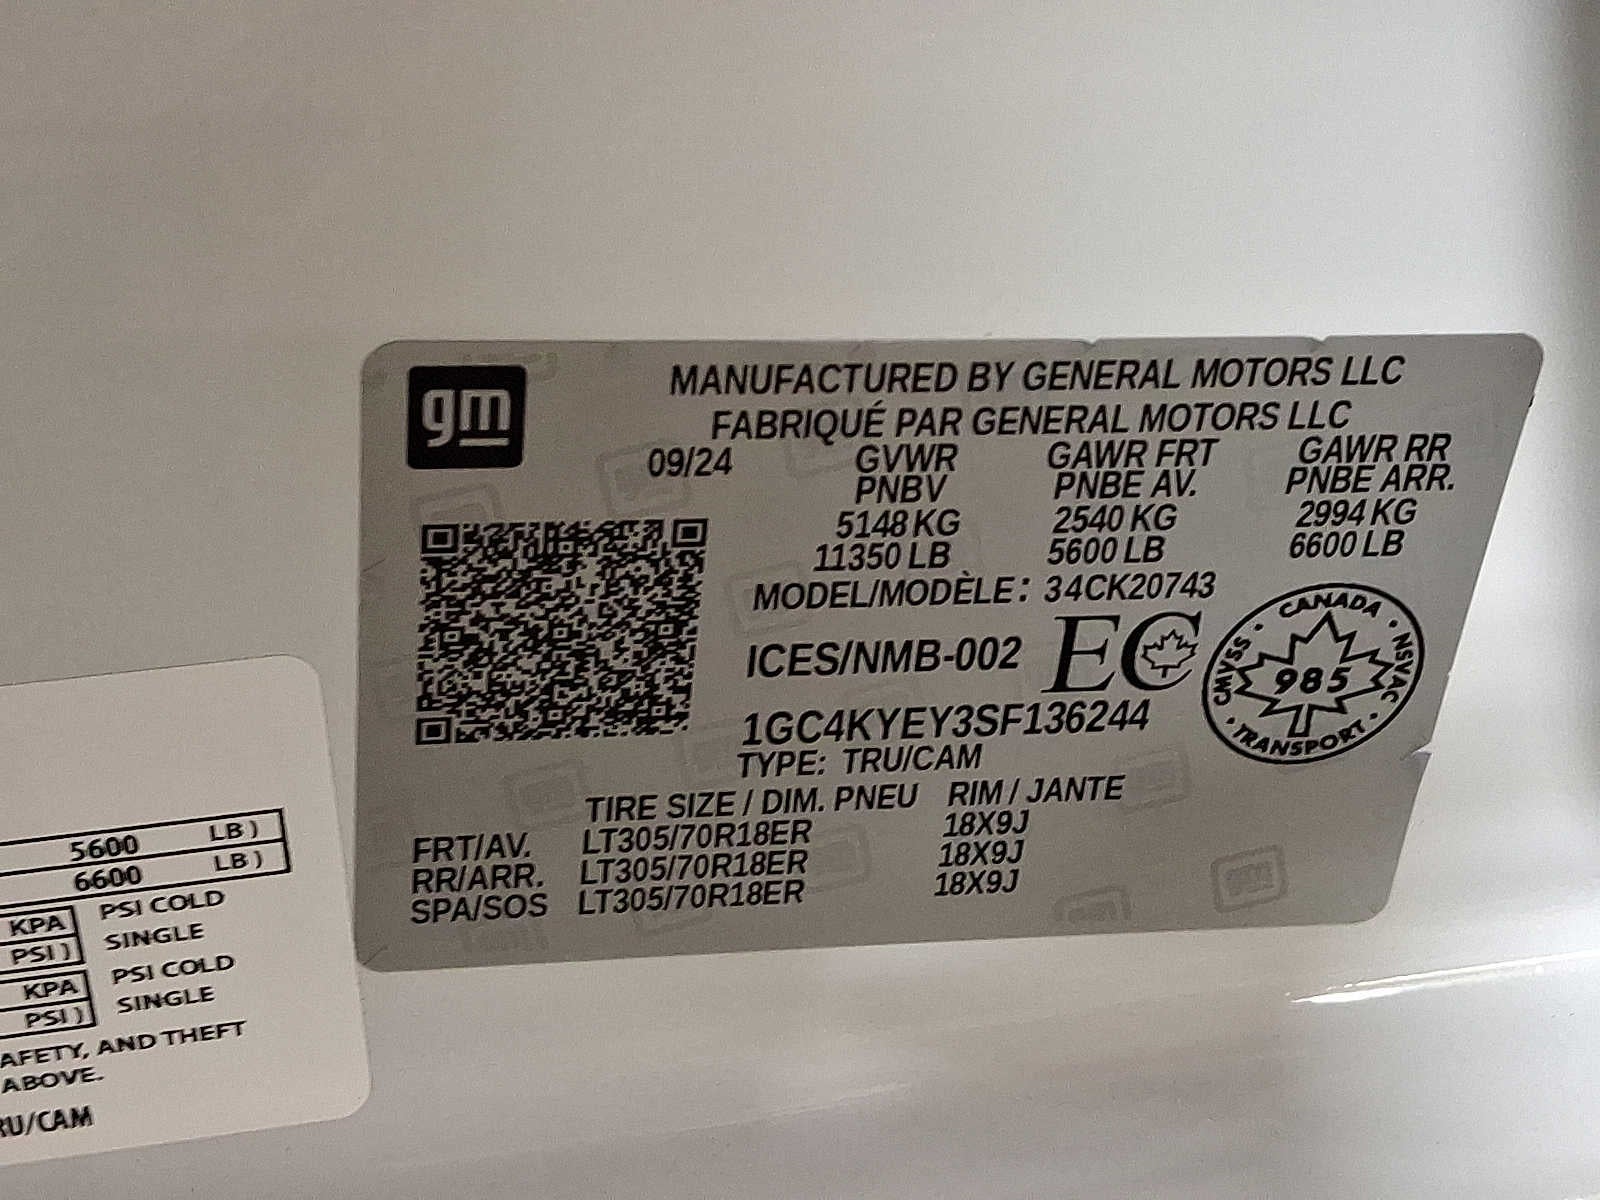 gm
MANUFACTURED BY GENERAL MOTORS LLC
FABRIQUÉ PAR GENERAL MOTORS LLC
09/24 GVWR GAWR FRT GAWR RR
PNBV PNBE AV. PNBE ARR.
5148 KG 2540 KG 2994 KG
11350 LB 5600 LB 6600 LB
MODEL/MODÈLE: 34CK20743
ICES/NMB-002 EC
CANADA
CMVSS 985 NSVAC
TRANSPORT
1GC4KYEY3SF136244
TYPE: TRU/CAM
TIRE SIZE / DIM. PNEU RIM / JANTE
FRT/AV. LT305/70R18ER 18X9J
RR/ARR. LT305/70R18ER 18X9J
SPA/SOS LT305/70R18ER 18X9J
5600 LB)
6600 LB)
KPA PSI COLD
PSI) SINGLE
KPA PSI COLD
PSI) SINGLE
AFETY, AND THEFT
ABOVE.
RU/CAM